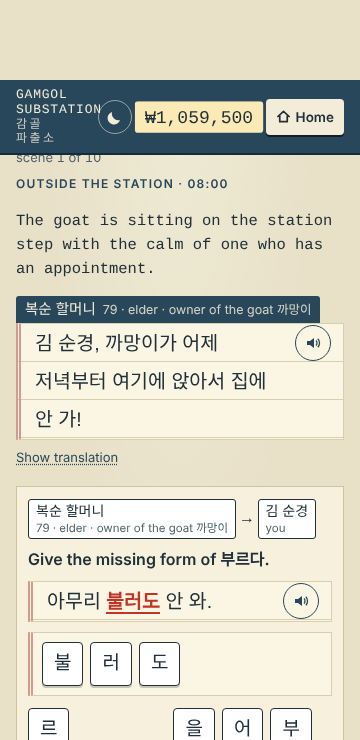 GAMGOL
SUBSTATION
감골
파출소
₩1,059,500
Home
scene 1 of 10
OUTSIDE THE STATION · 08:00
The goat is sitting on the station
step with the calm of one who has
an appointment.
복순 할머니 79 · elder · owner of the goat 까망이
김 순경, 까망이가 어제
저녁부터 여기에 앉아서 집에
안 가!
Show translation
복순 할머니
79 · elder · owner of the goat 까망이
→
김 순경
you
Give the missing form of 부르다.
아무리 불러도 안 와.
불 러 도
르 을 어 부